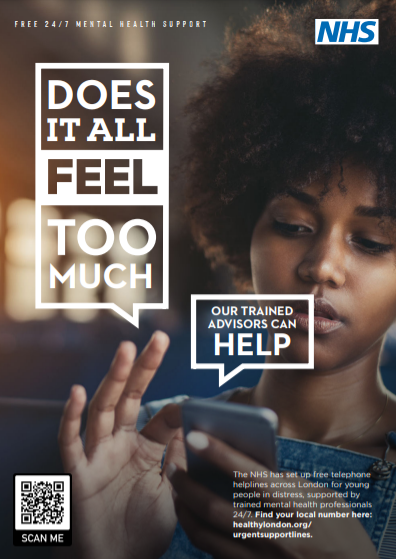 FREE 24/7 MENTAL HEALTH SUPPORT
NHS
DOES
IT ALL
FEEL
TOO
MUCH
OUR TRAINED
ADVISORS CAN
HELP
The NHS has set up free telephone
helplines across London for young
people in distress, supported by
trained mental health professionals
24/7. Find your local number here:
healthylondon.org/
urgentsupportlines.
SCAN ME